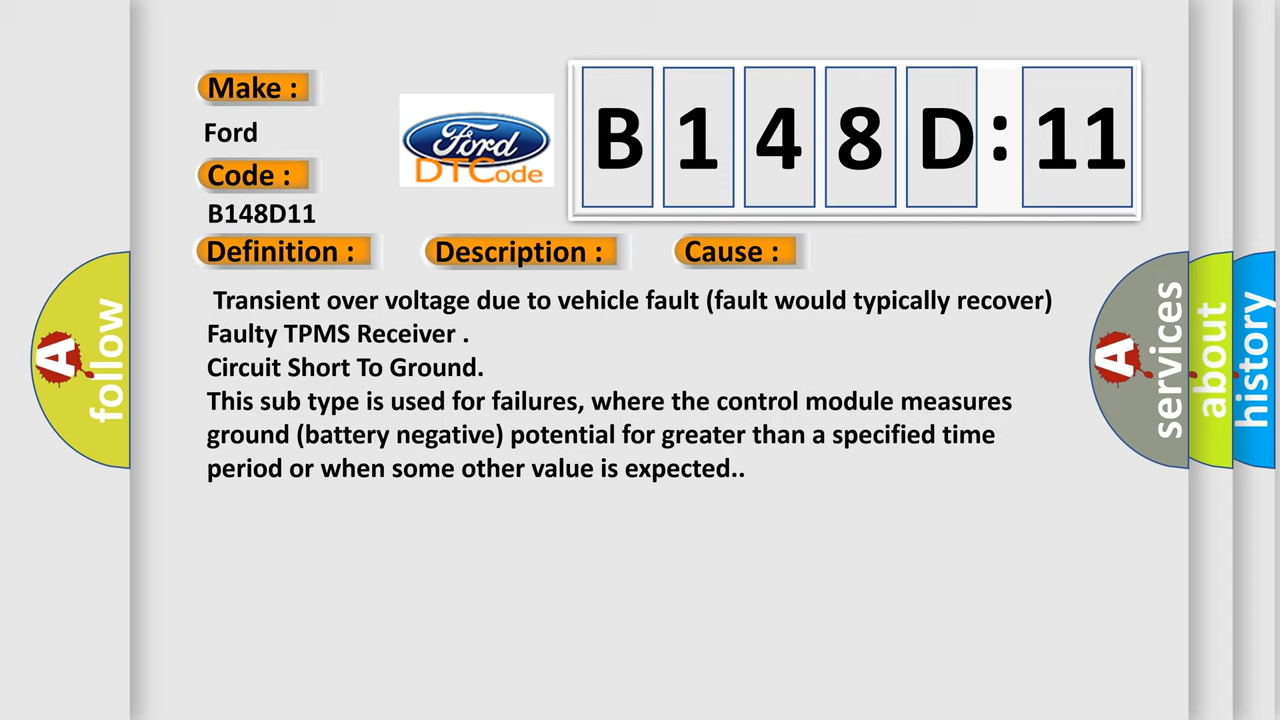 Make :
Ford
Code :
B148D11
Ford
DTCode
B 1 4 8 D : 11
Definition :
Description :
Cause :
Transient over voltage due to vehicle fault (fault would typically recover)
Faulty TPMS Receiver .
Circuit Short To Ground.
This sub type is used for failures, where the control module measures
ground (battery negative) potential for greater than a specified time
period or when some other value is expected..
A follow
A services
about
history